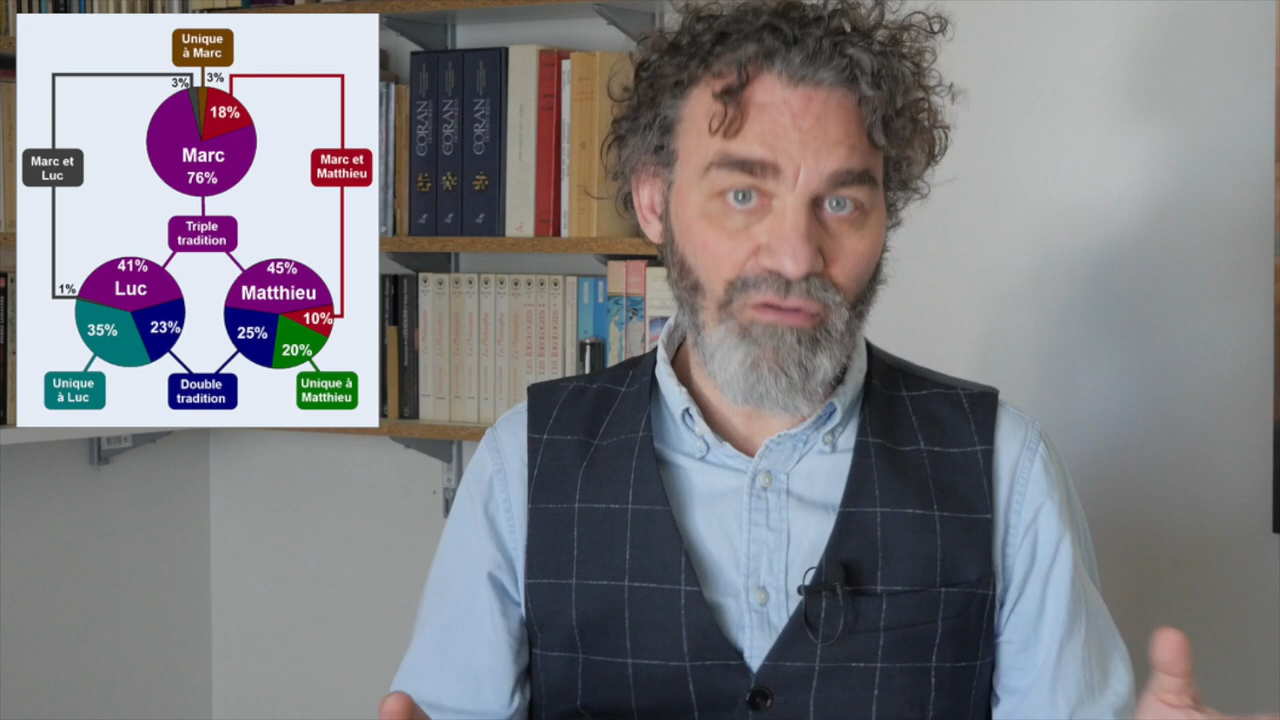 Unique
à Marc
3%
3%
18%
Marc
76%
Marc et
Luc
Marc et
Matthieu
Triple
tradition
41%
Luc
1%
35%
23%
45%
Matthieu
10%
25%
20%
Unique
à Luc
Double
tradition
Unique à
Matthieu
CORAN
CORAN
CORAN